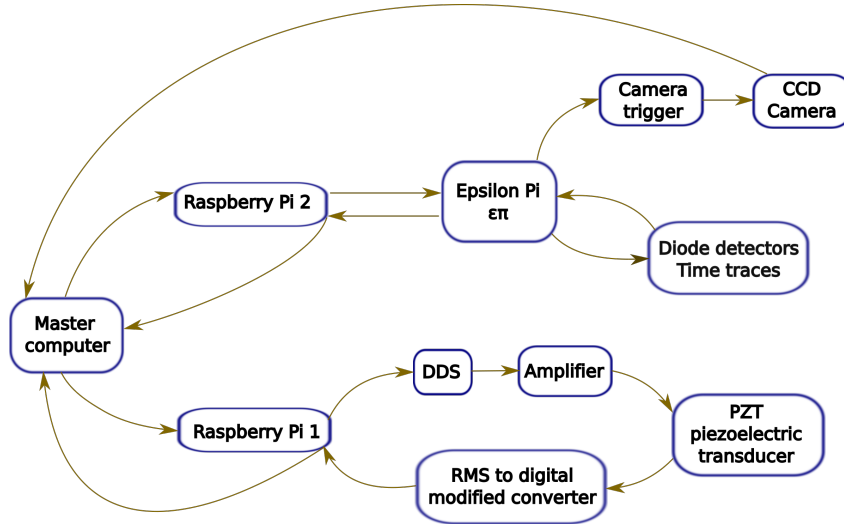 Camera
trigger
CCD
Camera
Raspberry Pi 2
Epsilon Pi
επ
Diode detectors
Time traces
Master
computer
DDS
Amplifier
Raspberry Pi 1
PZT
piezoelectric
transducer
RMS to digital
modified converter